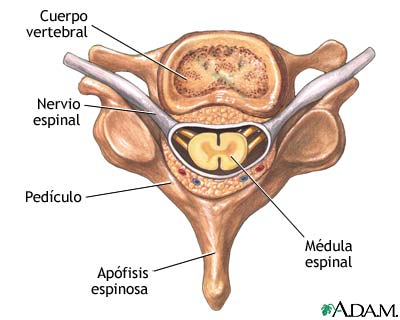 Cuerpo
vertebral
Nervio
espinal
Pedículo
Apófisis
espinosa
Médula
espinal
A.D.A.M.